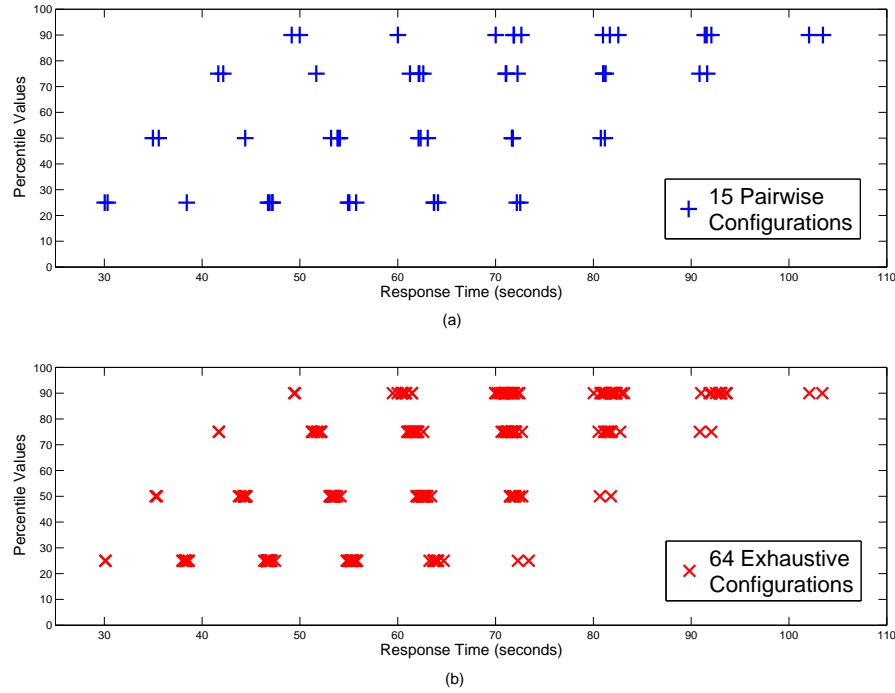 100
90
80
70
60
50
40
30
20
10
0
Percentile Values
15 Pairwise
Configurations
30 40 50 60 70 80 90 100 110
Response Time (seconds)
(a)
100
90
80
70
60
50
40
30
20
10
0
Percentile Values
64 Exhaustive
Configurations
30 40 50 60 70 80 90 100 110
Response Time (seconds)
(b)